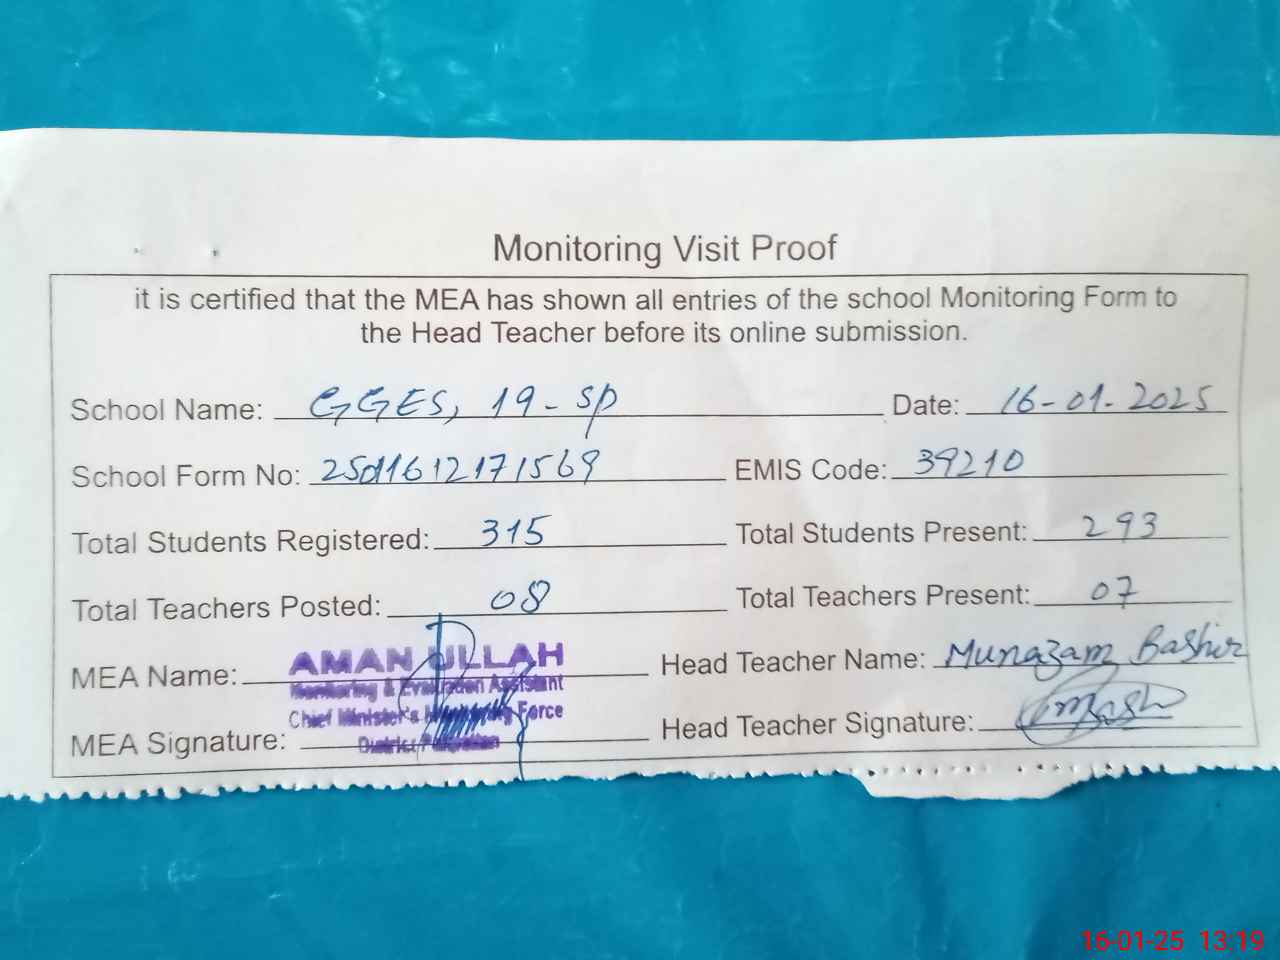 Monitoring Visit Proof
it is certified that the MEA has shown all entries of the school Monitoring Form to
the Head Teacher before its online submission.
School Name: GGES, 19-SP Date: 16-01-2025
School Form No: 2501161217 1569 EMIS Code: 39210
Total Students Registered: 315 Total Students Present: 293
Total Teachers Posted: 08 Total Teachers Present: 07
MEA Name: AMAN ULLAH Head Teacher Name: Munazam Bashir
Monitoring & Evaluation Assistant
Chief Minister's Monitoring Force
MEA Signature: District Head Teacher Signature:
16-01-25 13:19